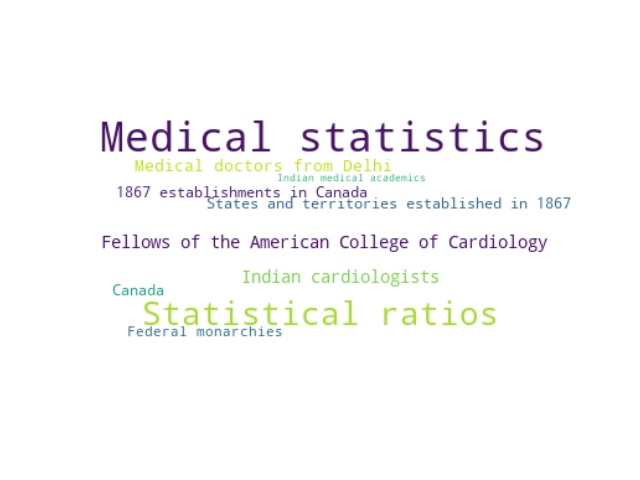 Medical statistics
Medical doctors from Delhi
Indian medical academics
1867 establishments in Canada
States and territories established in 1867
Fellows of the American College of Cardiology
Indian cardiologists
Canada
Statistical ratios
Federal monarchies